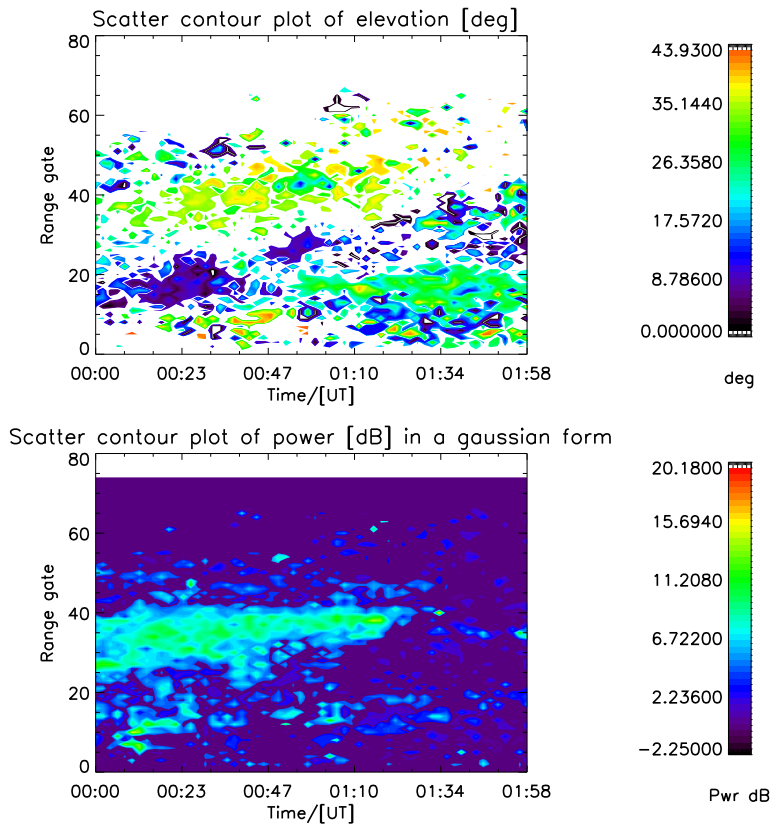 Scatter contour plot of elevation [deg]
80
60
40
20
0
Range gate
00:00 00:23 00:47 01:10 01:34 01:58
Time/[UT]
43.9300
35.1440
26.3580
17.5720
8.78600
0.000000
deg
Scatter contour plot of power [dB] in a gaussian form
80
60
40
20
0
Range gate
00:00 00:23 00:47 01:10 01:34 01:58
Time/[UT]
20.1800
15.6940
11.2080
6.72200
2.23600
−2.25000
Pwr dB